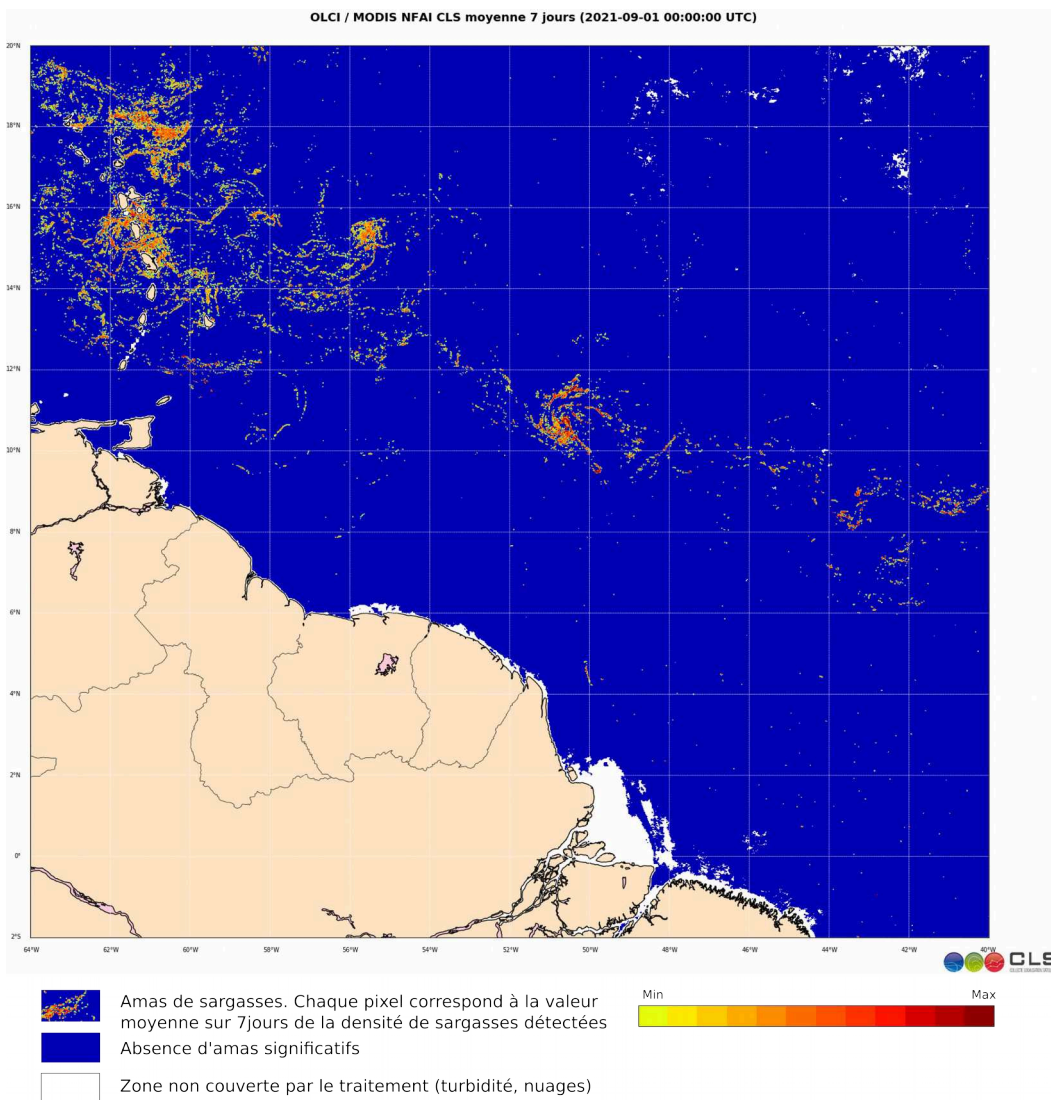 OLCI / MODIS NFAI CLS moyenne 7 jours (2021-09-01 00:00:00 UTC)
20°N
18°N
16°N
14°N
12°N
10°N
8°N
6°N
4°N
2°N
0°
2°S
64°W 62°W 60°W 58°W 56°W 54°W 52°W 50°W 48°W 46°W 44°W 42°W 40°W
CLS
Amas de sargasses. Chaque pixel correspond à la valeur
moyenne sur 7jours de la densité de sargasses détectées
Min Max
Absence d'amas significatifs
Zone non couverte par le traitement (turbidité, nuages)